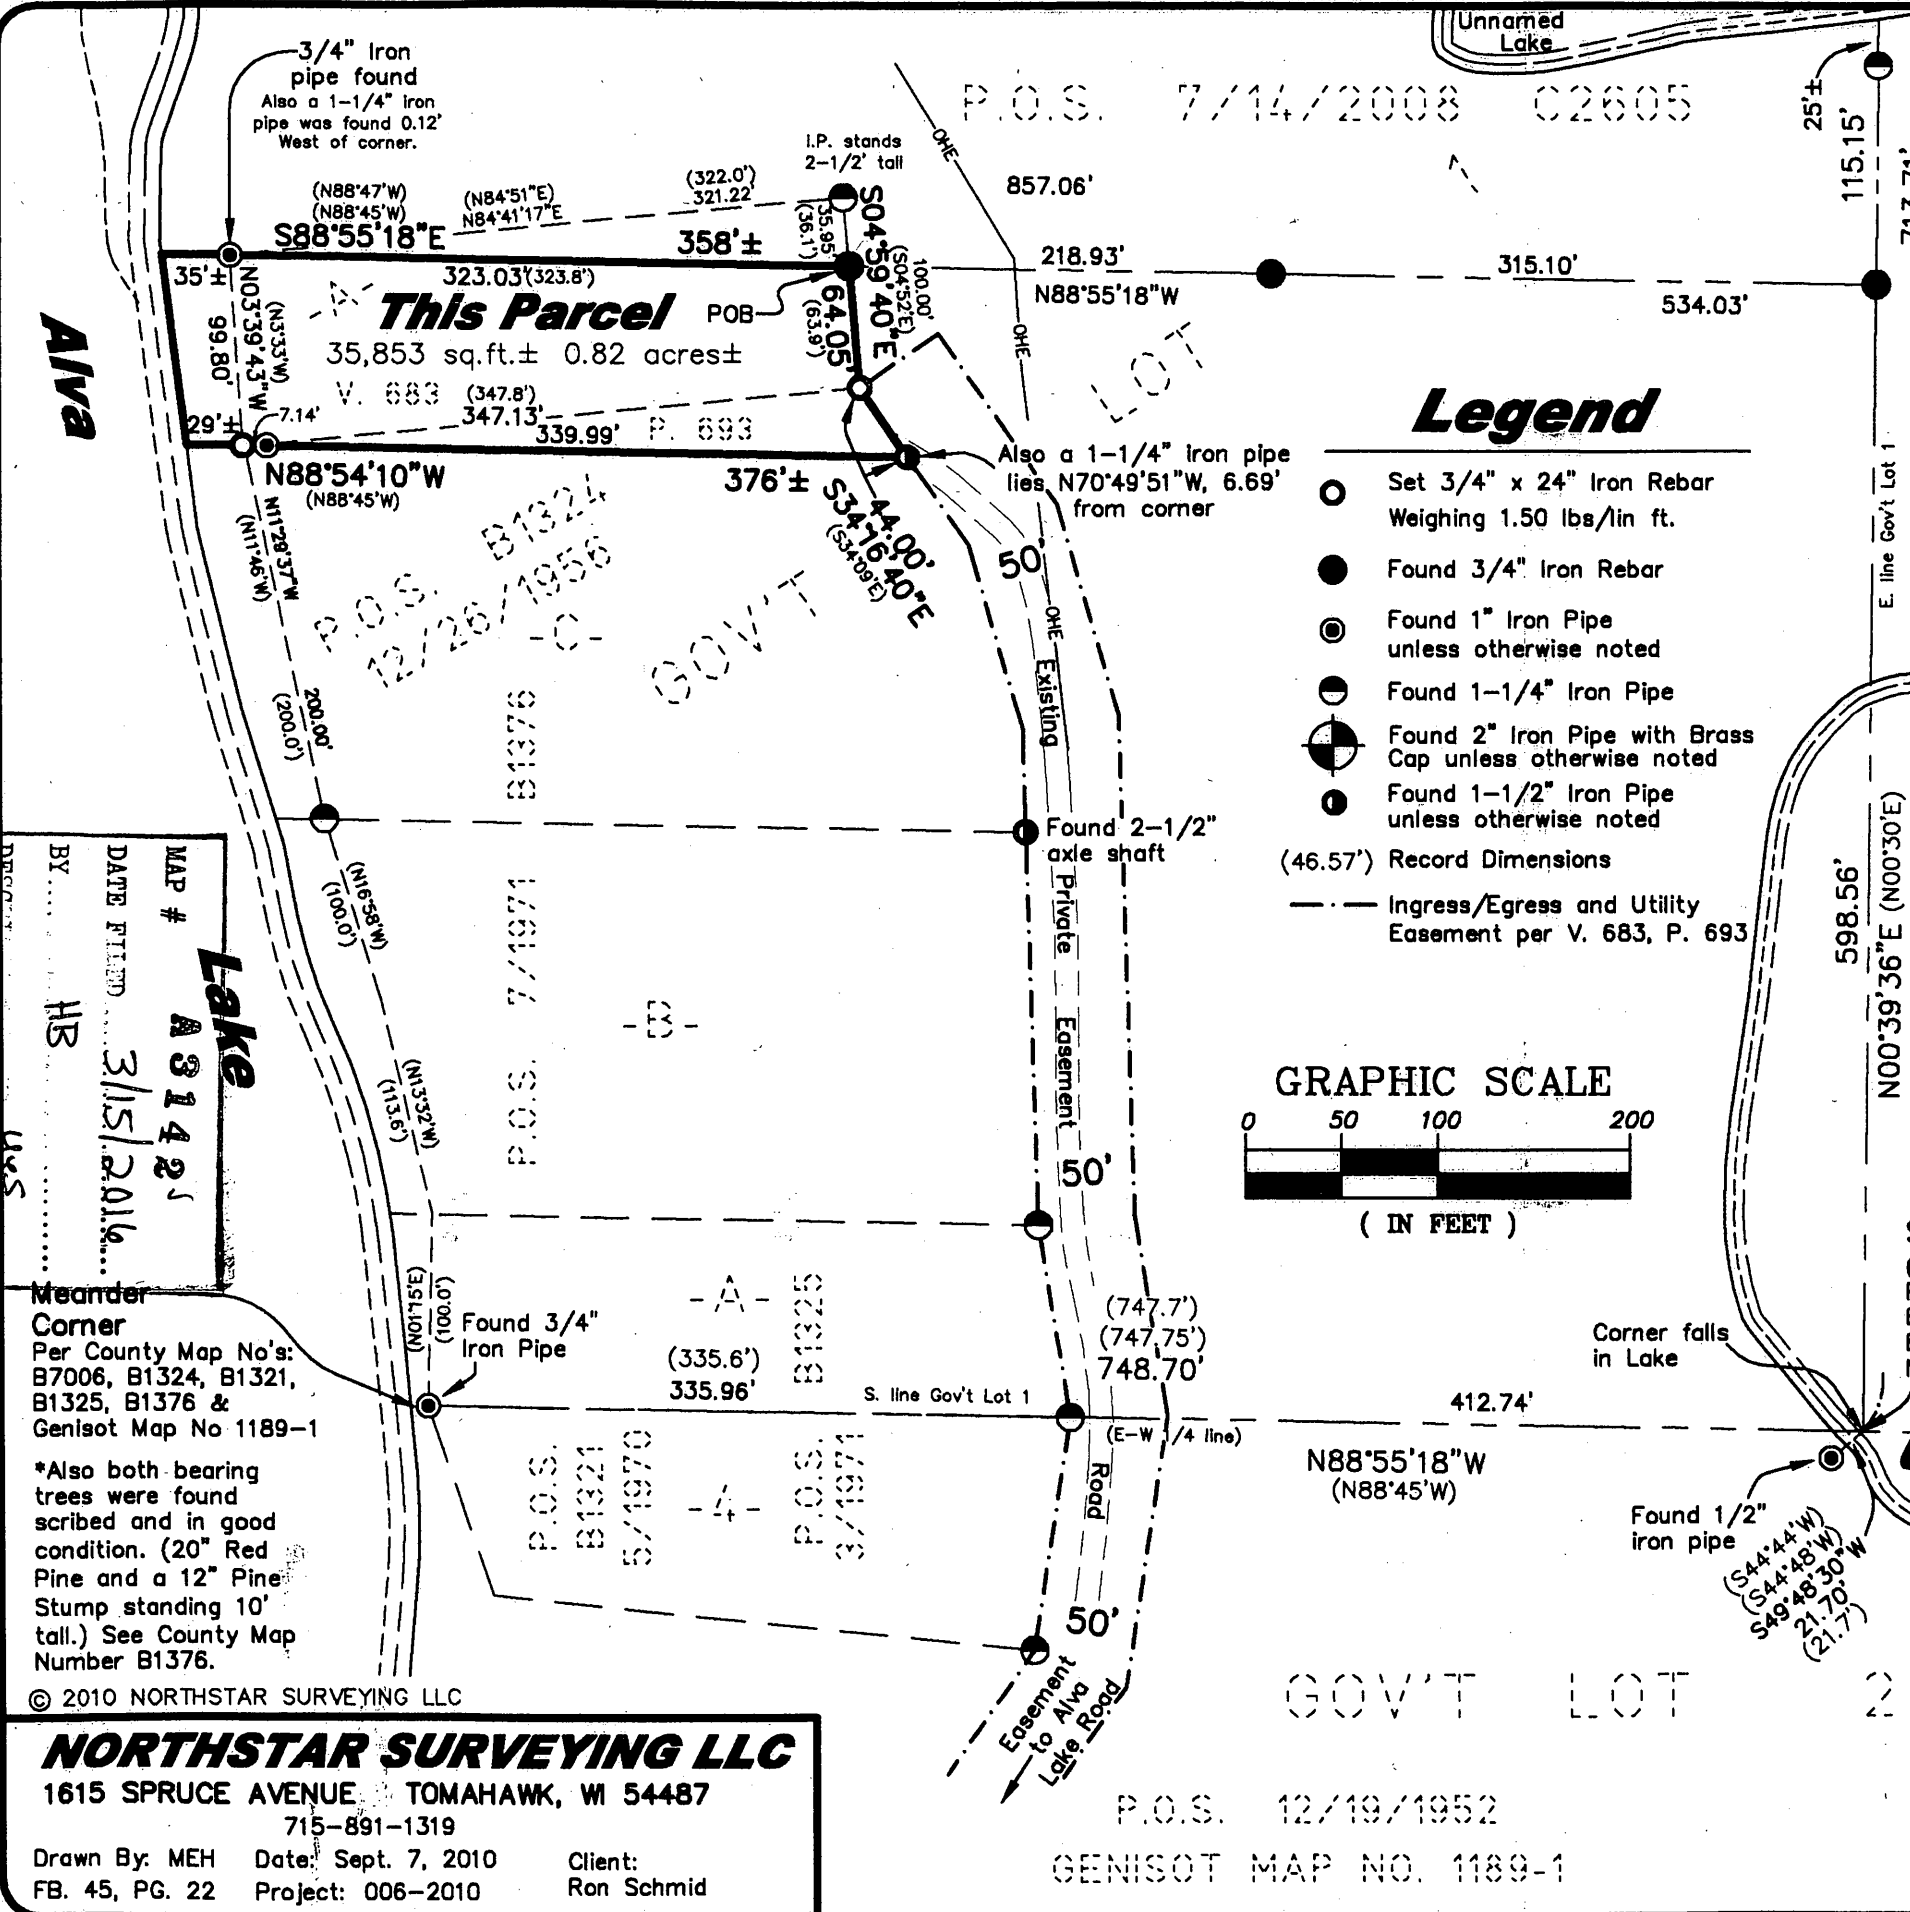 3/4" Iron
pipe found
Also a 1-1/4" iron
pipe was found 0.12'
West of corner.
I.P. stands
2-1/2' tall
Unnamed
Lake
P.O.S. 7/14/2008 C2605
25'±
115.15'
OHE
857.06'
(N88°47'W)
(N88°45'W)
S88°55'18"E
(N84°51"E)
N84°41'17"E
(322.0')
321.22'
35.95'
(36.1')
S04°59'40"E
(S04°52'E)
100.00'
358'±
35'±
323.03'(323.8')
-A-
This Parcel
POB
64.05'
(63.9')
35,853 sq.ft.± 0.82 acres±
V. 683
(347.8')
347.13'
P. 693
N03°39'43"W
(N3°33'W)
99.80'
29'±
7.14'
339.99'
N88°54'10"W
(N88°45'W)
376'±
44.00'
S34°16'40"E
(S34°09'E)
218.93'
N88°55'18"W
315.10'
534.03'
OHE
LOT
Also a 1-1/4" iron pipe
lies N70°49'51"W, 6.69'
from corner
Alva
Lake
N11°29'37"W
(N11°46'W)
200.00'
(200.0')
P.O.S. B1324
12/26/1956
-C-
GOV'T
50'
OHE
Existing
Private
Easement
Road
P.O.S. 7/1971 B1376
Found 2-1/2"
axle shaft
(N16°58'W)
(100.0')
-B-
(N13°32'W)
(113.6')
50'
Legend
Set 3/4" x 24" Iron Rebar
Weighing 1.50 lbs/lin ft.
Found 3/4" Iron Rebar
Found 1" Iron Pipe
unless otherwise noted
Found 1-1/4" Iron Pipe
Found 2" Iron Pipe with Brass
Cap unless otherwise noted
Found 1-1/2" Iron Pipe
unless otherwise noted
(46.57') Record Dimensions
Ingress/Egress and Utility
Easement per V. 683, P. 693
E. line Gov't Lot 1
598.56'
N00°39'36"E (N00°30'E)
GRAPHIC SCALE
0 50 100 200
( IN FEET )
MAP # A3142
DATE FILED 3/15/2016
BY HB
Meander
Corner
Per County Map No's:
B7006, B1324, B1321,
B1325, B1376 &
Genisot Map No 1189-1
*Also both bearing
trees were found
scribed and in good
condition. (20" Red
Pine and a 12" Pine
Stump standing 10'
tall.) See County Map
Number B1376.
(N01°15'E)
(100.0')
Found 3/4"
Iron Pipe
-A-
(335.6')
335.96'
S. line Gov't Lot 1
(747.7')
(747.75')
748.70'
(E-W 1/4 line)
P.O.S. 3/1971 B1325
P.O.S.
B1321
5/1970
-4-
412.74'
N88°55'18"W
(N88°45'W)
Corner falls
in Lake
Found 1/2"
iron pipe
(S44°44'W)
(S44°48'W)
S49°48'30"W
21.70'
(21.7')
50'
Easement
to Alva
Lake Road
GOV'T LOT 2
P.O.S. 12/19/1952
GENISOT MAP NO. 1189-1
© 2010 NORTHSTAR SURVEYING LLC
NORTHSTAR SURVEYING LLC
1615 SPRUCE AVENUE TOMAHAWK, WI 54487
715-891-1319
Drawn By: MEH Date: Sept. 7, 2010 Client:
FB. 45, PG. 22 Project: 006-2010 Ron Schmid